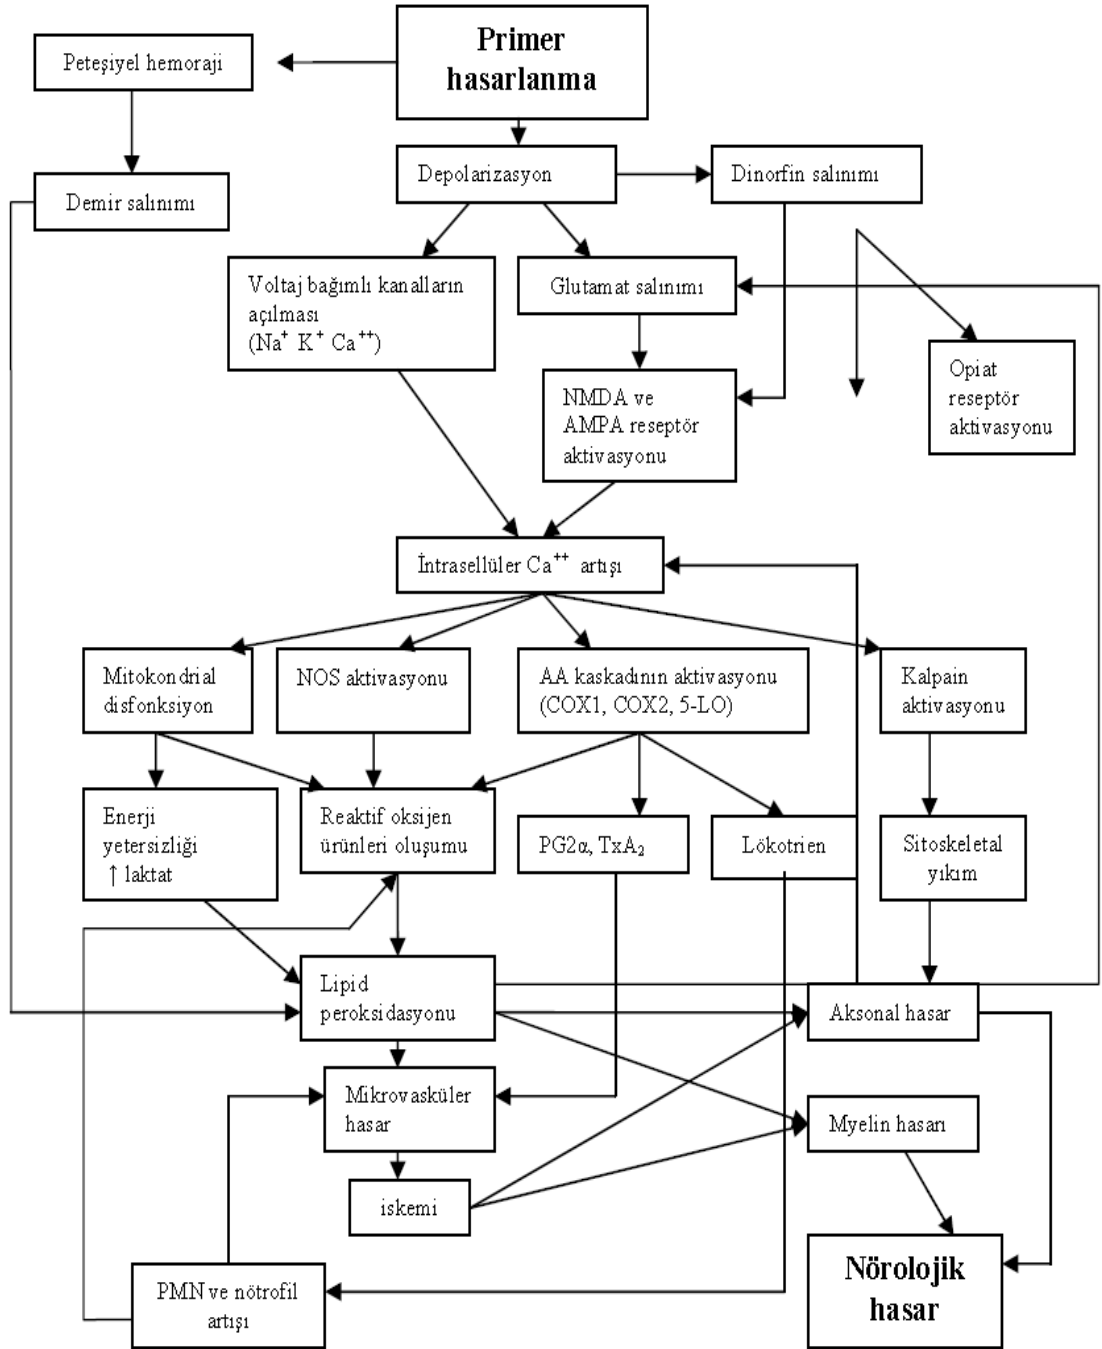 Primer
hasarlanma
Peteşiyel hemoraji
Depolarizasyon
Dinorfin salınımı
Demir salınımı
Voltaj bağımlı kanalların
açılması
(Na⁺ K⁺ Ca⁺⁺)
Glutamat salınımı
NMDA ve
AMPA reseptör
aktivasyonu
Opiat
reseptör
aktivasyonu
İntrasellüler Ca⁺⁺ artışı
Mitokondrial
disfonksiyon
NOS aktivasyonu
AA kaskadının aktivasyonu
(COX1, COX2, 5-LO)
Kalpain
aktivasyonu
Enerji
yetersizliği
↑ laktat
Reaktif oksijen
ürünleri oluşumu
PG2α, TxA₂
Lökotrien
Sitoskeletal
yıkım
Lipid
peroksidasyonu
Aksonal hasar
Mikrovasküler
hasar
Myelin hasarı
iskemi
PMN ve nötrofil
artışı
Nörolojik
hasar